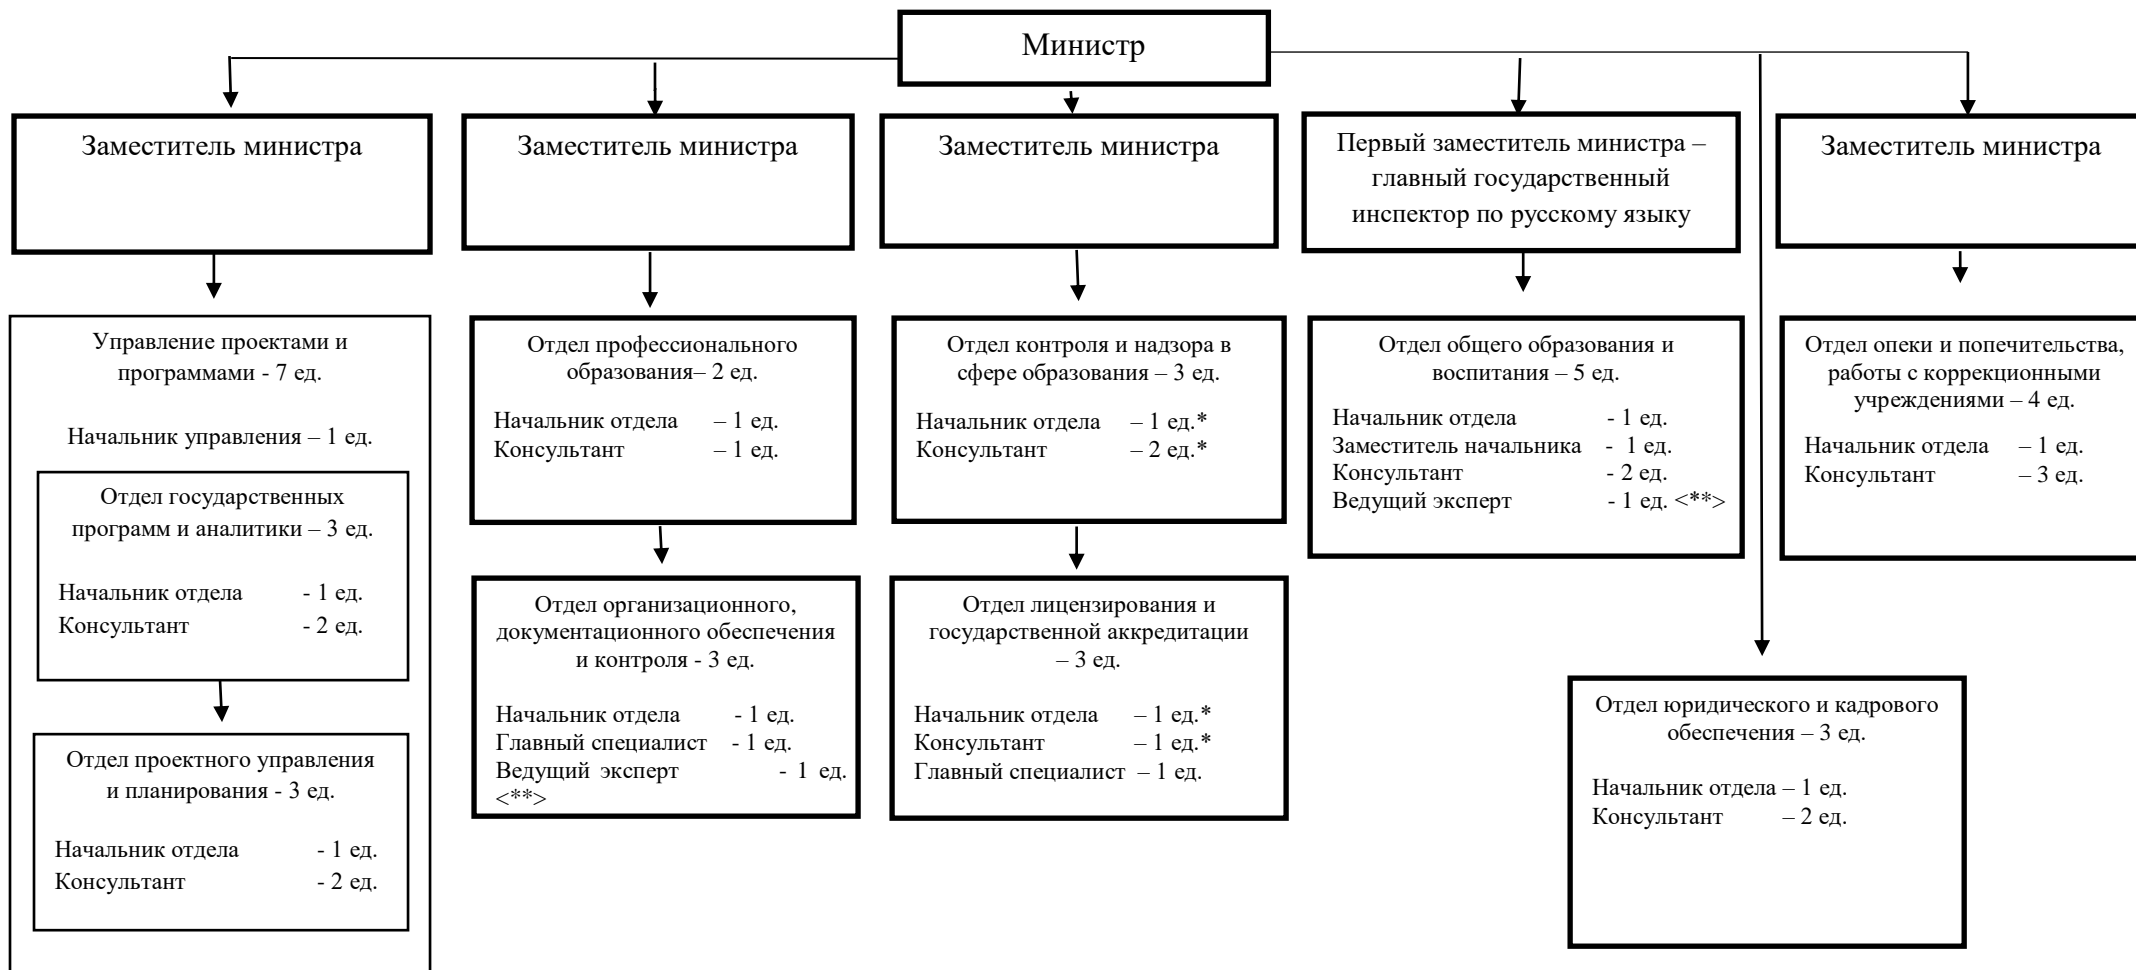 Министр
Заместитель министра
Заместитель министра
Заместитель министра
Первый заместитель министра –
главный государственный
инспектор по русскому языку
Заместитель министра
Управление проектами и
программами - 7 ед.
Начальник управления – 1 ед.
Отдел государственных
программ и аналитики – 3 ед.
Начальник отдела - 1 ед.
Консультант - 2 ед.
Отдел проектного управления
и планирования - 3 ед.
Начальник отдела - 1 ед.
Консультант - 2 ед.
Отдел профессионального
образования– 2 ед.
Начальник отдела – 1 ед.
Консультант – 1 ед.
Отдел организационного,
документационного обеспечения
и контроля - 3 ед.
Начальник отдела - 1 ед.
Главный специалист - 1 ед.
Ведущий эксперт - 1 ед.
<**>
Отдел контроля и надзора в
сфере образования – 3 ед.
Начальник отдела – 1 ед.*
Консультант – 2 ед.*
Отдел лицензирования и
государственной аккредитации
– 3 ед.
Начальник отдела – 1 ед.*
Консультант – 1 ед.*
Главный специалист – 1 ед.
Отдел общего образования и
воспитания – 5 ед.
Начальник отдела - 1 ед.
Заместитель начальника - 1 ед.
Консультант - 2 ед.
Ведущий эксперт - 1 ед. <**>
Отдел опеки и попечительства,
работы с коррекционными
учреждениями – 4 ед.
Начальник отдела – 1 ед.
Консультант – 3 ед.
Отдел юридического и кадрового
обеспечения – 3 ед.
Начальник отдела – 1 ед.
Консультант – 2 ед.